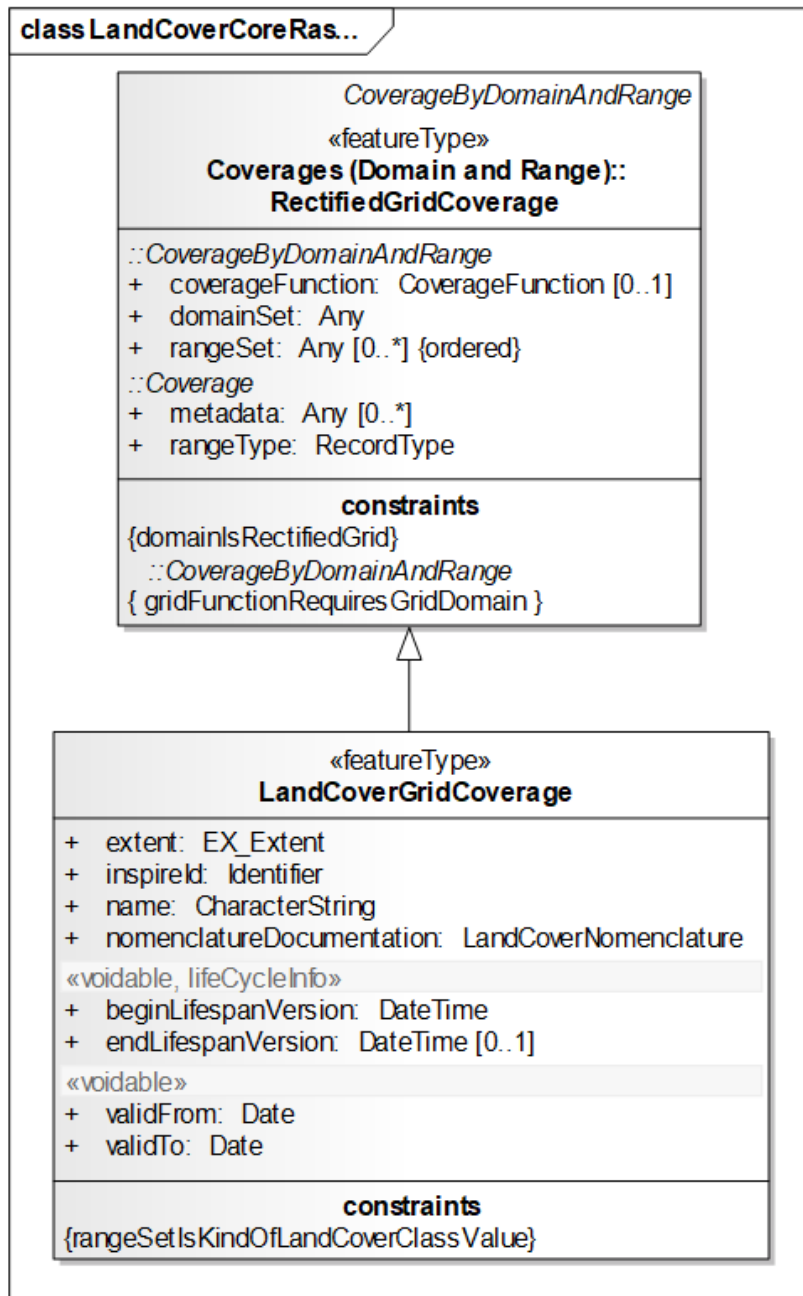 class LandCoverCoreRas...
CoverageByDomainAndRange
«featureType»
Coverages (Domain and Range)::
RectifiedGridCoverage
::CoverageByDomainAndRange
+ coverageFunction: CoverageFunction [0..1]
+ domainSet: Any
+ rangeSet: Any [0..*] {ordered}
::Coverage
+ metadata: Any [0..*]
+ rangeType: RecordType
constraints
{domainIsRectifiedGrid}
::CoverageByDomainAndRange
{ gridFunctionRequiresGridDomain }
«featureType»
LandCoverGridCoverage
+ extent: EX_Extent
+ inspireId: Identifier
+ name: CharacterString
+ nomenclatureDocumentation: LandCoverNomenclature
«voidable, lifeCycleInfo»
+ beginLifespanVersion: DateTime
+ endLifespanVersion: DateTime [0..1]
«voidable»
+ validFrom: Date
+ validTo: Date
constraints
{rangeSetIsKindOfLandCoverClassValue}